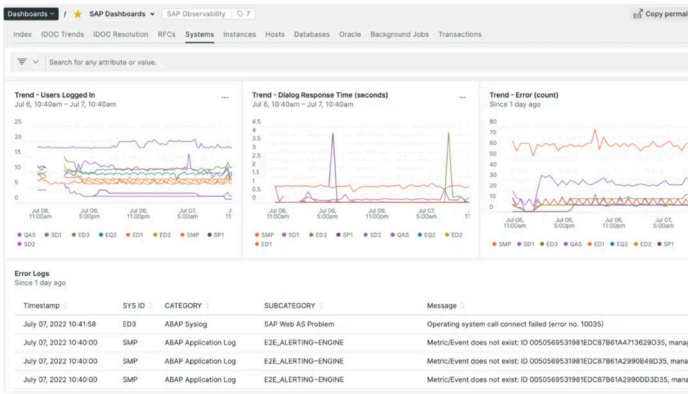 Dashboards / SAP Dashboards SAP Observability 7 Copy permal
Index IDOC Trends IDOC Resolution RFCs Systems Instances Hosts Databases Oracle Background Jobs Transactions
Search for any attribute or value.
Trend - Users Logged In ...
Jul 6, 10:40am – Jul 7, 10:40am
25
20
15
10
5
0
Jul 06, 11:00am Jul 06, 5:00pm Jul 06, 11:00pm Jul 07, 5:00am
QAS SD1 ED3 EQ2 ED1 ED2 SMP SP1
SD2
Trend - Dialog Response Time (seconds) ...
Jul 6, 10:40am – Jul 7, 10:40am
4.5
4
3.5
3
2.5
2
1.5
1
0.5
0
Jul 06, 11:00am Jul 06, 5:00pm Jul 06, 11:00pm Jul 07, 5:00am
SMP SD1 ED3 SP1 SD2 QAS EQ2 ED2
ED1
Trend - Error (count)
Since 1 day ago
80
70
60
50
40
30
20
10
0
Jul 06, 11:00am Jul 06, 5:00pm Jul 06, 11:00pm Jul 07, 5:00am
SMP SD1 ED3 QAS ED1 EQ2 ED2 SP1
Error Logs
Since 1 day ago
Timestamp SYS ID CATEGORY SUBCATEGORY Message
July 07, 2022 10:41:58 ED3 ABAP Syslog SAP Web AS Problem Operating system call connect failed (error no. 10035)
July 07, 2022 10:40:00 SMP ABAP Application Log E2E_ALERTING-ENGINE Metric/Event does not exist: ID 0050569531981EDC87B61A4713629D35, manag
July 07, 2022 10:40:00 SMP ABAP Application Log E2E_ALERTING-ENGINE Metric/Event does not exist: ID 0050569531981EDC87B61A2990B49D35, mana
July 07, 2022 10:40:00 SMP ABAP Application Log E2E_ALERTING-ENGINE Metric/Event does not exist: ID 0050569531981EDC87B61A2990DD3D35, mana